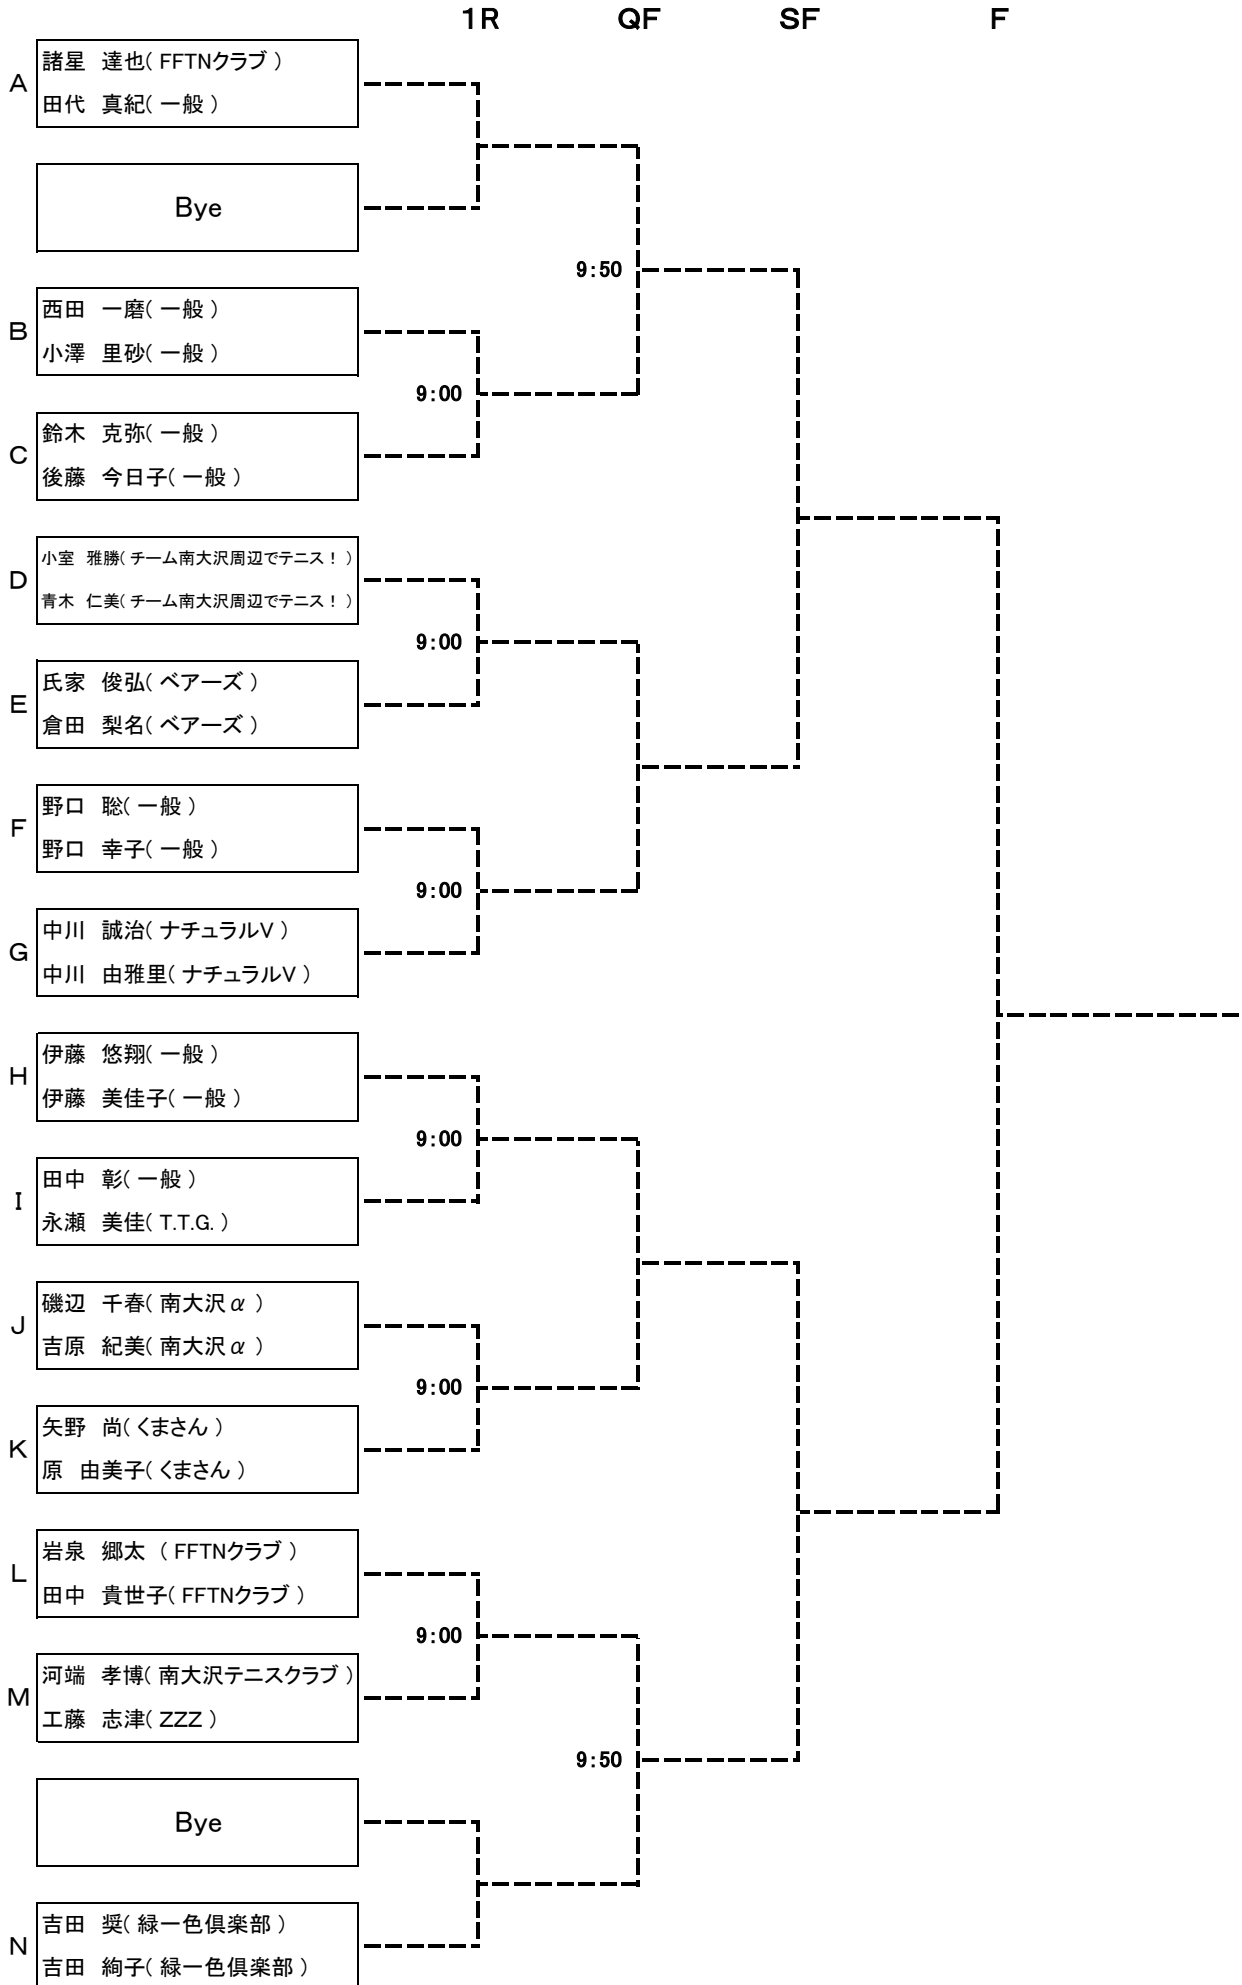 1R QF SF F
A
諸星 達也( FFTNクラブ )
田代 真紀( 一般 )
Bye
9:50
B
西田 一磨( 一般 )
小澤 里砂( 一般 )
9:00
C
鈴木 克弥( 一般 )
後藤 今日子( 一般 )
D
小室 雅勝( チーム南大沢周辺でテニス! )
青木 仁美( チーム南大沢周辺でテニス! )
9:00
E
氏家 俊弘( ベアーズ )
倉田 梨名( ベアーズ )
F
野口 聡( 一般 )
野口 幸子( 一般 )
9:00
G
中川 誠治( ナチュラルV )
中川 由雅里( ナチュラルV )
H
伊藤 悠翔( 一般 )
伊藤 美佳子( 一般 )
9:00
I
田中 彰( 一般 )
永瀬 美佳( T.T.G. )
J
磯辺 千春( 南大沢α )
吉原 紀美( 南大沢α )
9:00
K
矢野 尚( くまさん )
原 由美子( くまさん )
L
岩泉 郷太 ( FFTNクラブ )
田中 貴世子( FFTNクラブ )
9:00
M
河端 孝博( 南大沢テニスクラブ )
工藤 志津( ZZZ )
9:50
Bye
N
吉田 奨( 緑一色倶楽部 )
吉田 絢子( 緑一色倶楽部 )